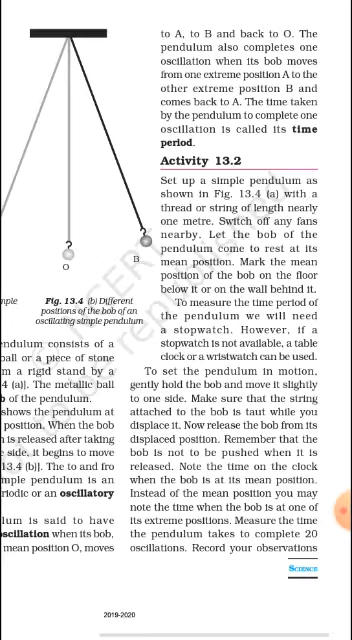 to A, to B and back to O. The
pendulum also completes one
oscillation when its bob moves
from one extreme position A to the
other extreme position B and
comes back to A. The time taken
by the pendulum to complete one
oscillation is called its time
period.
Activity 13.2
Set up a simple pendulum as
shown in Fig. 13.4 (a) with a
thread or string of length nearly
one metre. Switch off any fans
nearby. Let the bob of the
pendulum come to rest at its
mean position. Mark the mean
position of the bob on the floor
below it or on the wall behind it.
To measure the time period of
the pendulum we will need
a stopwatch. However, if a
stopwatch is not available, a table
clock or a wristwatch can be used.
To set the pendulum in motion,
gently hold the bob and move it slightly
to one side. Make sure that the string
attached to the bob is taut while you
displace it. Now release the bob from its
displaced position. Remember that the
bob is not to be pushed when it is
released. Note the time on the clock
when the bob is at its mean position.
Instead of the mean position you may
note the time when the bob is at one of
its extreme positions. Measure the time
the pendulum takes to complete 20
oscillations. Record your observations
O
B
mple
Fig. 13.4 (b) Different
positions of the bob of an
oscillating simple pendulum
endulum consists of a
ball or a piece of stone
m a rigid stand by a
4 (a)]. The metallic ball
b of the pendulum.
shows the pendulum at
position. When the bob
n is released after taking
e side, it begins to move
13.4 (b)]. The to and fro
mple pendulum is an
riodic or an oscillatory
lum is said to have
scillation when its bob,
mean position O, moves
SCIENCE
2019-2020